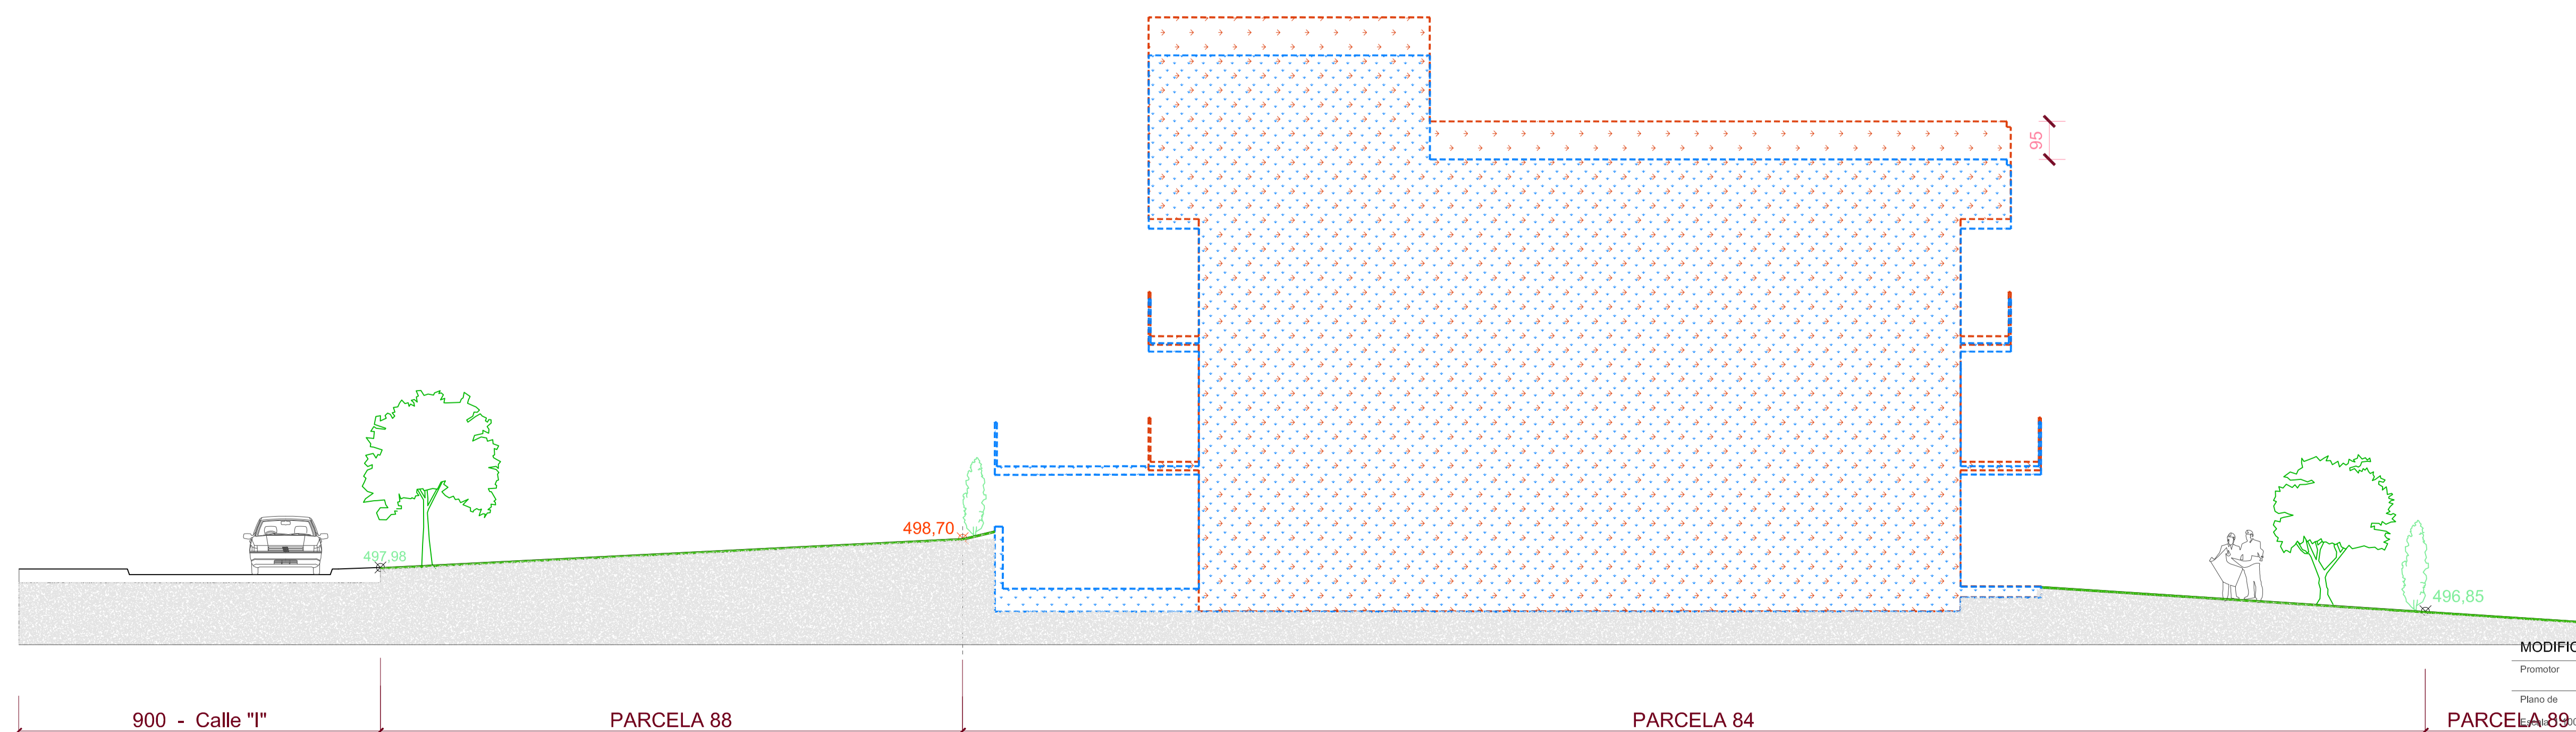 95
498,70
497,98
496,85
MODIFIC
Promotor
Plano de
900 - Calle "I"
PARCELA 88
PARCELA 84
PARCELA 89